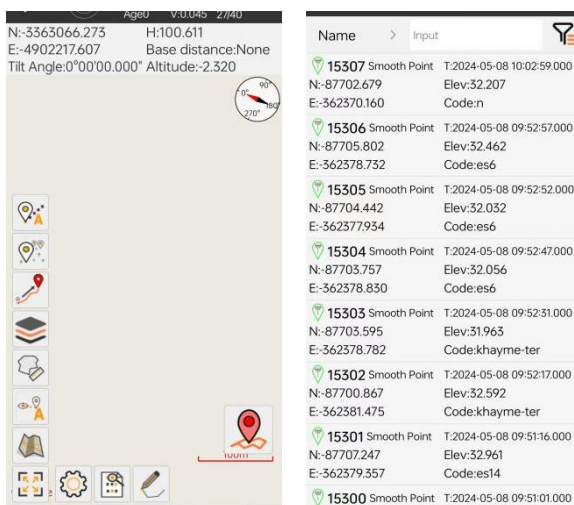 Age0 V:0.045 27/40
N:-3363066.273 H:100.611
E:-4902217.607 Base distance:None
Tilt Angle:0°00'00.000" Altitude:-2.320
0° 90° 180 270°
100m
Name > Input
15307 Smooth Point T:2024-05-08 10:02:59.000
N:-87702.679 Elev:32.207
E:-362370.160 Code:n
15306 Smooth Point T:2024-05-08 09:52:57.000
N:-87705.802 Elev:32.462
E:-362378.732 Code:es6
15305 Smooth Point T:2024-05-08 09:52:52.000
N:-87704.442 Elev:32.032
E:-362377.934 Code:es6
15304 Smooth Point T:2024-05-08 09:52:47.000
N:-87703.757 Elev:32.056
E:-362378.830 Code:es6
15303 Smooth Point T:2024-05-08 09:52:31.000
N:-87703.595 Elev:31.963
E:-362378.782 Code:khayme-ter
15302 Smooth Point T:2024-05-08 09:52:17.000
N:-87700.867 Elev:32.592
E:-362381.475 Code:khayme-ter
15301 Smooth Point T:2024-05-08 09:51:16.000
N:-87707.247 Elev:32.961
E:-362379.357 Code:es14
15300 Smooth Point T:2024-05-08 09:51:01.000